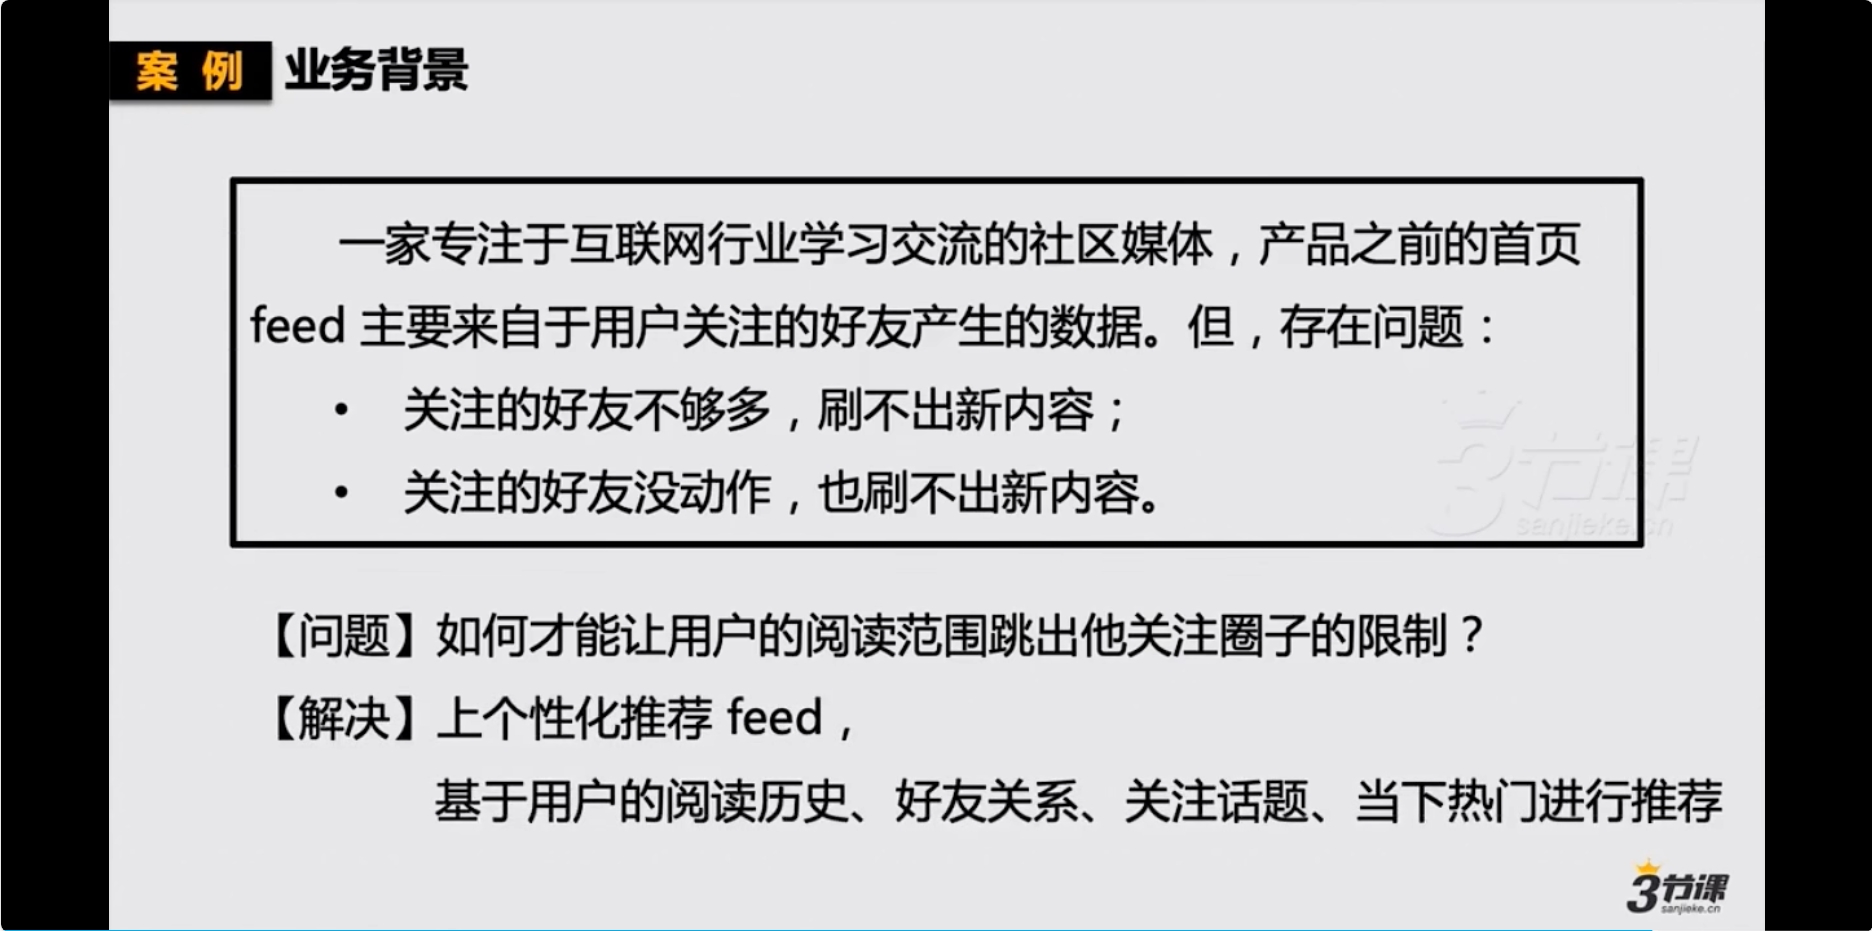 案 例 业务背景
一家专注于互联网行业学习交流的社区媒体，产品之前的首页
feed 主要来自于用户关注的好友产生的数据。但，存在问题：
• 关注的好友不够多，刷不出新内容；
• 关注的好友没动作，也刷不出新内容。
3节课
sanjieke.cn
【问题】如何才能让用户的阅读范围跳出他关注圈子的限制？
【解决】上个性化推荐 feed，
基于用户的阅读历史、好友关系、关注话题、当下热门进行推荐
3节课
sanjieke.cn